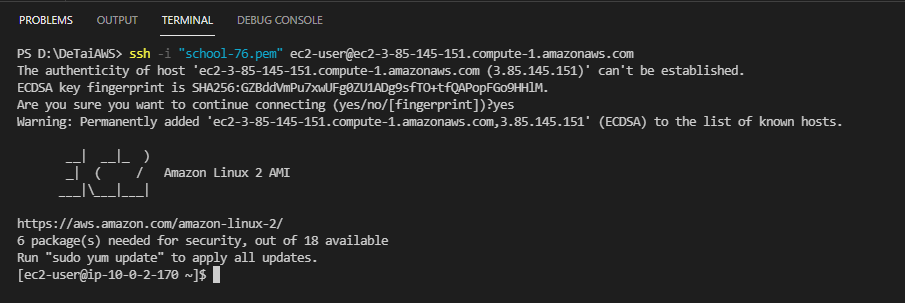 PROBLEMS OUTPUT TERMINAL DEBUG CONSOLE
PS D:\DeTaiAWS> ssh -i "school-76.pem" ec2-user@ec2-3-85-145-151.compute-1.amazonaws.com
The authenticity of host 'ec2-3-85-145-151.compute-1.amazonaws.com (3.85.145.151)' can't be established.
ECDSA key fingerprint is SHA256:GZBddVmPu7xwUFg0ZU1ADg9sfTO+tfQAPopFGo9HHlM.
Are you sure you want to continue connecting (yes/no/[fingerprint])?yes
Warning: Permanently added 'ec2-3-85-145-151.compute-1.amazonaws.com,3.85.145.151' (ECDSA) to the list of known hosts.
       __|  __|_  )
       _|  (     /   Amazon Linux 2 AMI
      ___|\___|___|
https://aws.amazon.com/amazon-linux-2/
6 package(s) needed for security, out of 18 available
Run "sudo yum update" to apply all updates.
[ec2-user@ip-10-0-2-170 ~]$